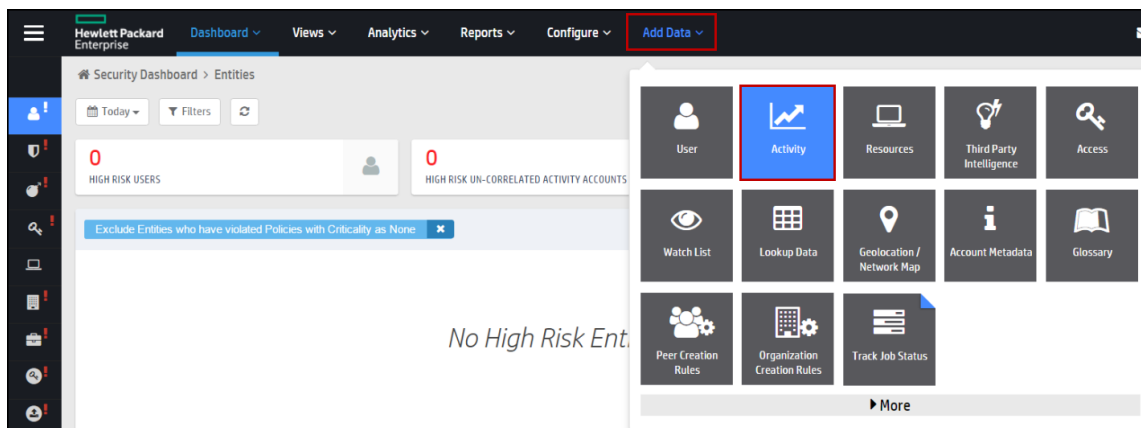 Hewlett Packard
Enterprise
Dashboard
Views
Analytics
Reports
Configure
Add Data
Security Dashboard > Entities
Today
Filters
0
HIGH RISK USERS
0
HIGH RISK UN-CORRELATED ACTIVITY ACCOUNTS
Exclude Entities who have violated Policies with Criticality as None
No High Risk Enti
User
Activity
Resources
Third Party
Intelligence
Access
Watch List
Lookup Data
Geolocation /
Network Map
Account Metadata
Glossary
Peer Creation
Rules
Organization
Creation Rules
Track Job Status
More